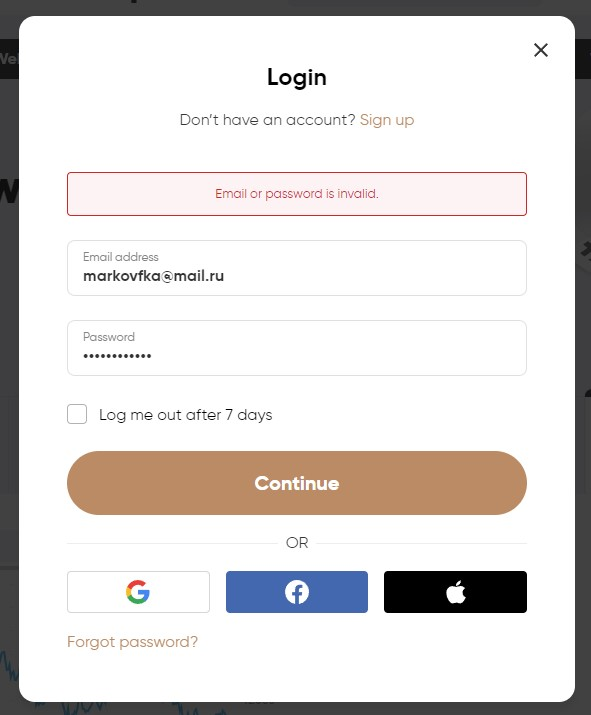 Login
Don't have an account? Sign up
Email or password is invalid.
Email address
markovfka@mail.ru
Password
••••••••••••
Log me out after 7 days
Continue
OR
Forgot password?